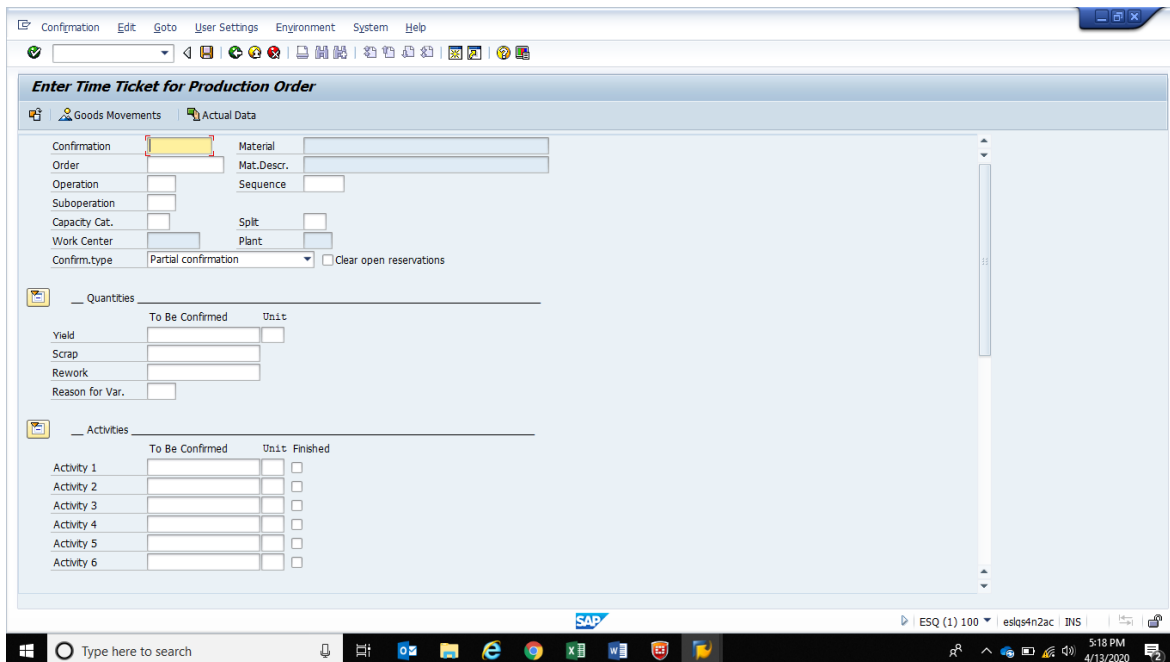 Confirmation Edit Goto User Settings Environment System Help
Enter Time Ticket for Production Order
Goods Movements Actual Data
Confirmation Material
Order Mat.Descr.
Operation Sequence
Suboperation
Capacity Cat. Split
Work Center Plant
Confirm.type Partial confirmation Clear open reservations
Quantities
To Be Confirmed Unit
Yield
Scrap
Rework
Reason for Var.
Activities
To Be Confirmed Unit Finished
Activity 1
Activity 2
Activity 3
Activity 4
Activity 5
Activity 6
SAP
ESQ (1) 100 eslqs4n2ac INS
Type here to search
5:18 PM
4/13/2020
2